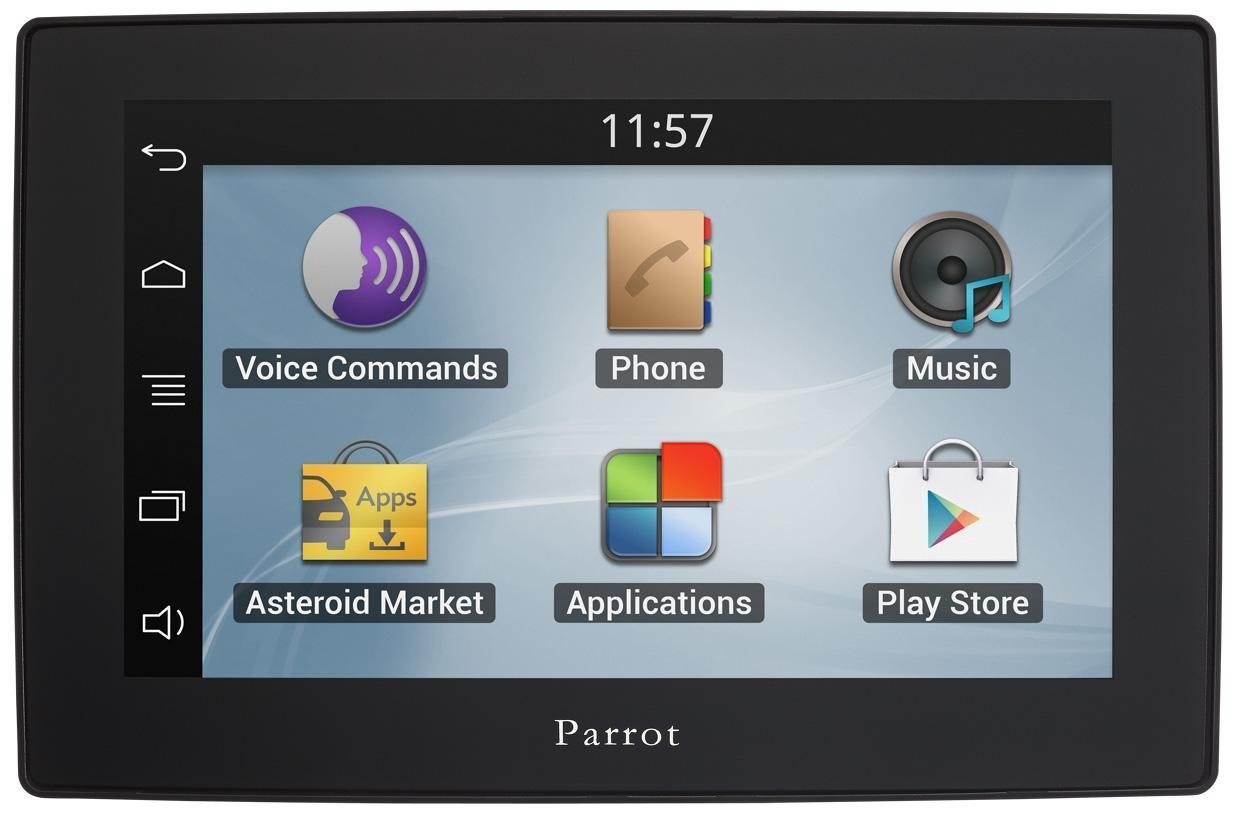 11:57
Voice Commands
Phone
Music
Apps
Asteroid Market
Applications
Play Store
Parrot